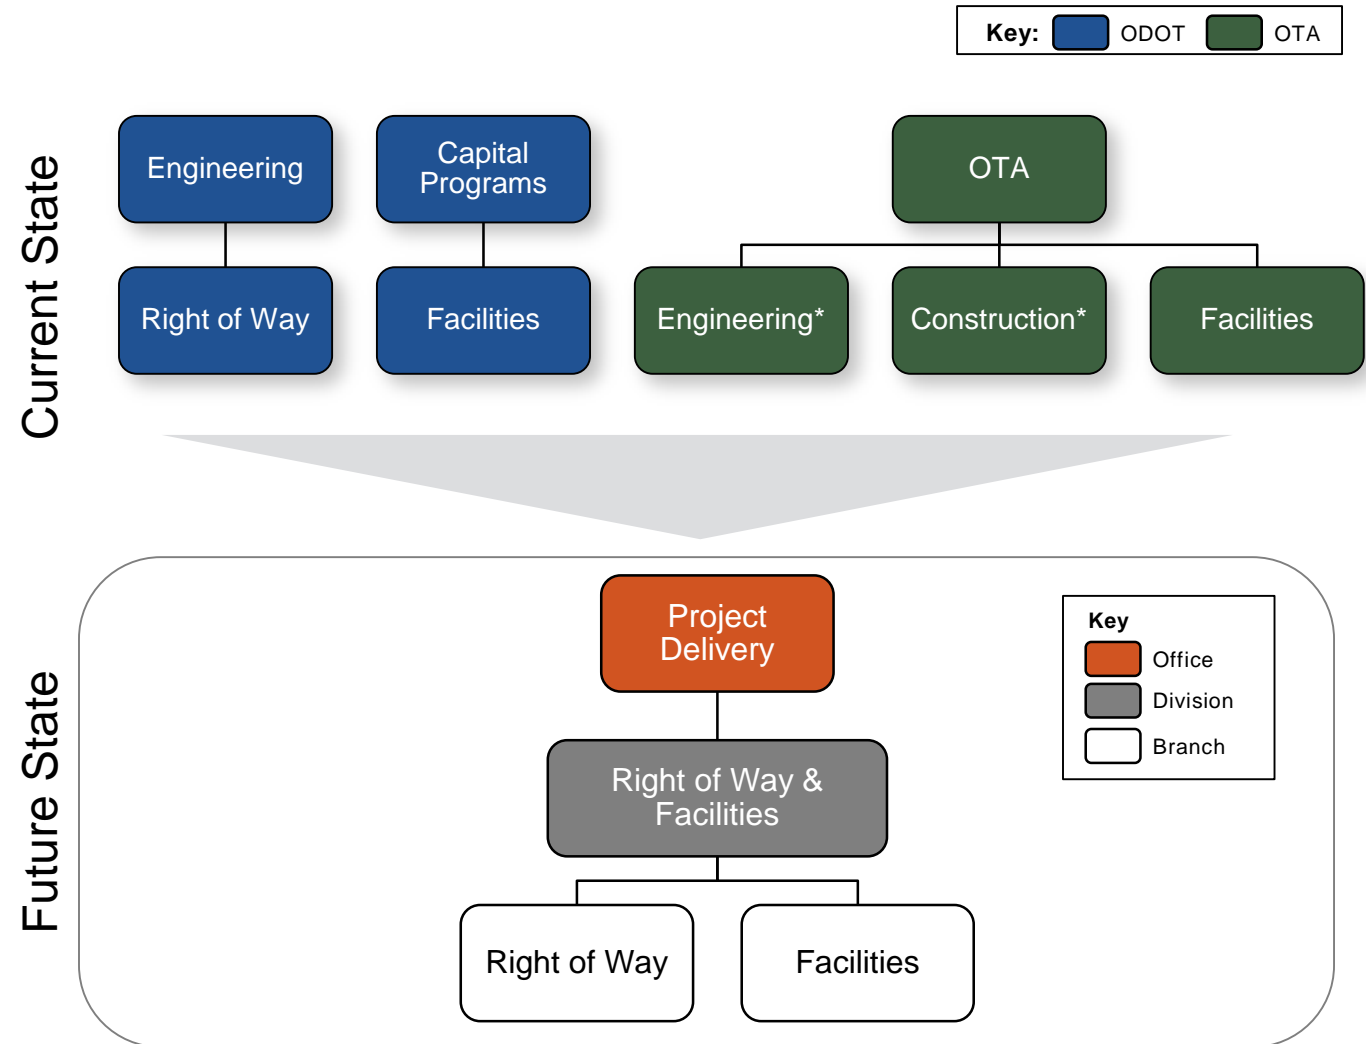 Key: ODOT OTA
Current State
Engineering
Capital
Programs
OTA
Right of Way
Facilities
Engineering*
Construction*
Facilities
Future State
Project
Delivery
Key
Office
Division
Branch
Right of Way &
Facilities
Right of Way
Facilities